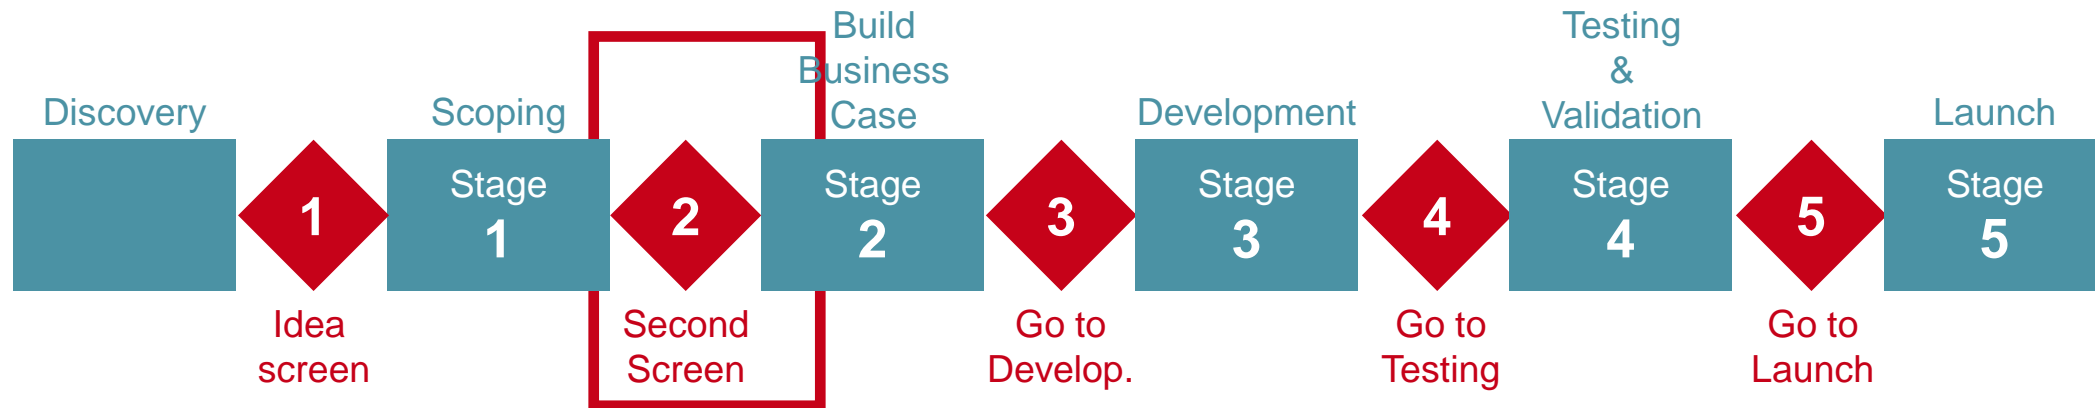 Discovery
Scoping
Build
Business
Case
Development
Testing
&
Validation
Launch
1
Stage
1
2
Stage
2
3
Stage
3
4
Stage
4
5
Stage
5
Idea
screen
Second
Screen
Go to
Develop.
Go to
Testing
Go to
Launch